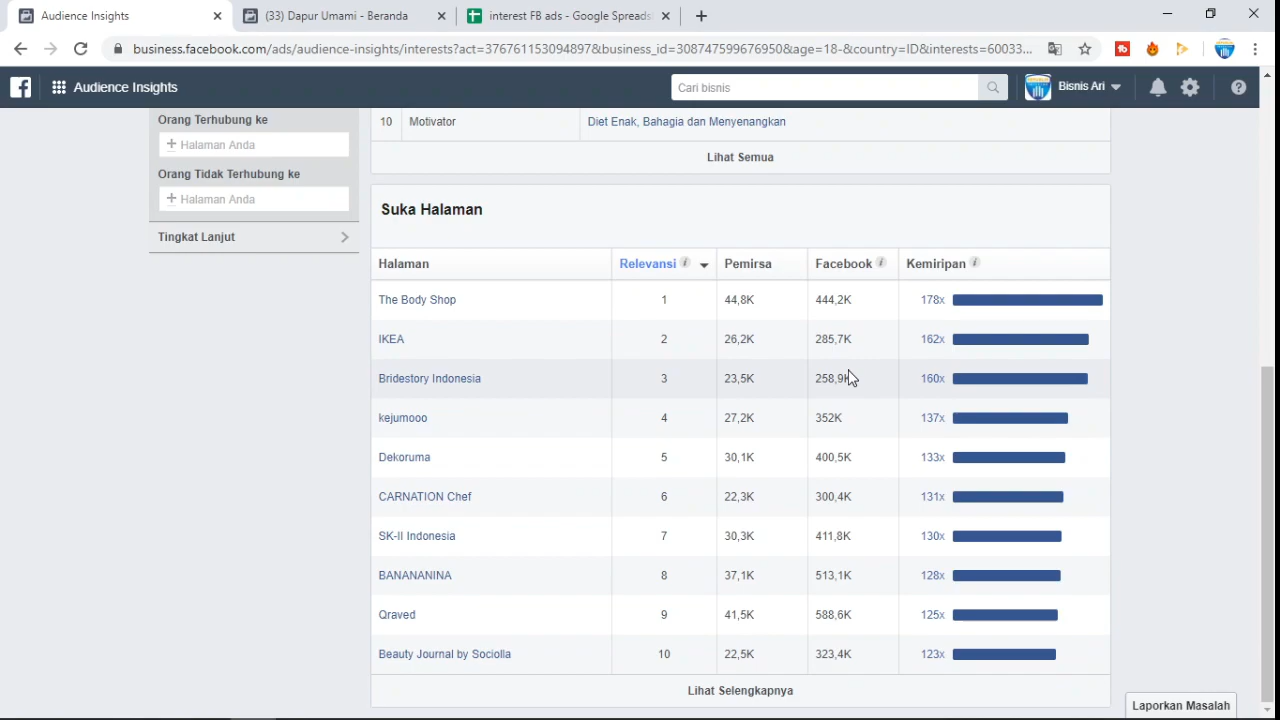 Audience Insights
(33) Dapur Umami - Beranda
interest FB ads - Google Spreads
business.facebook.com/ads/audience-insights/interests?act=376761153094897&business_id=308747599676950&age=18-&country=ID&interests=60033...
Audience Insights
Cari bisnis
Bisnis Ari
Orang Terhubung ke
+ Halaman Anda
Orang Tidak Terhubung ke
+ Halaman Anda
Tingkat Lanjut
10 Motivator Diet Enak, Bahagia dan Menyenangkan
Lihat Semua
Suka Halaman
Halaman Relevansi Pemirsa Facebook Kemiripan
The Body Shop 1 44,8K 444,2K 178x
IKEA 2 26,2K 285,7K 162x
Bridestory Indonesia 3 23,5K 258,9K 160x
kejumooo 4 27,2K 352K 137x
Dekoruma 5 30,1K 400,5K 133x
CARNATION Chef 6 22,3K 300,4K 131x
SK-II Indonesia 7 30,3K 411,8K 130x
BANANANINA 8 37,1K 513,1K 128x
Qraved 9 41,5K 588,6K 125x
Beauty Journal by Sociolla 10 22,5K 323,4K 123x
Lihat Selengkapnya
Laporkan Masalah